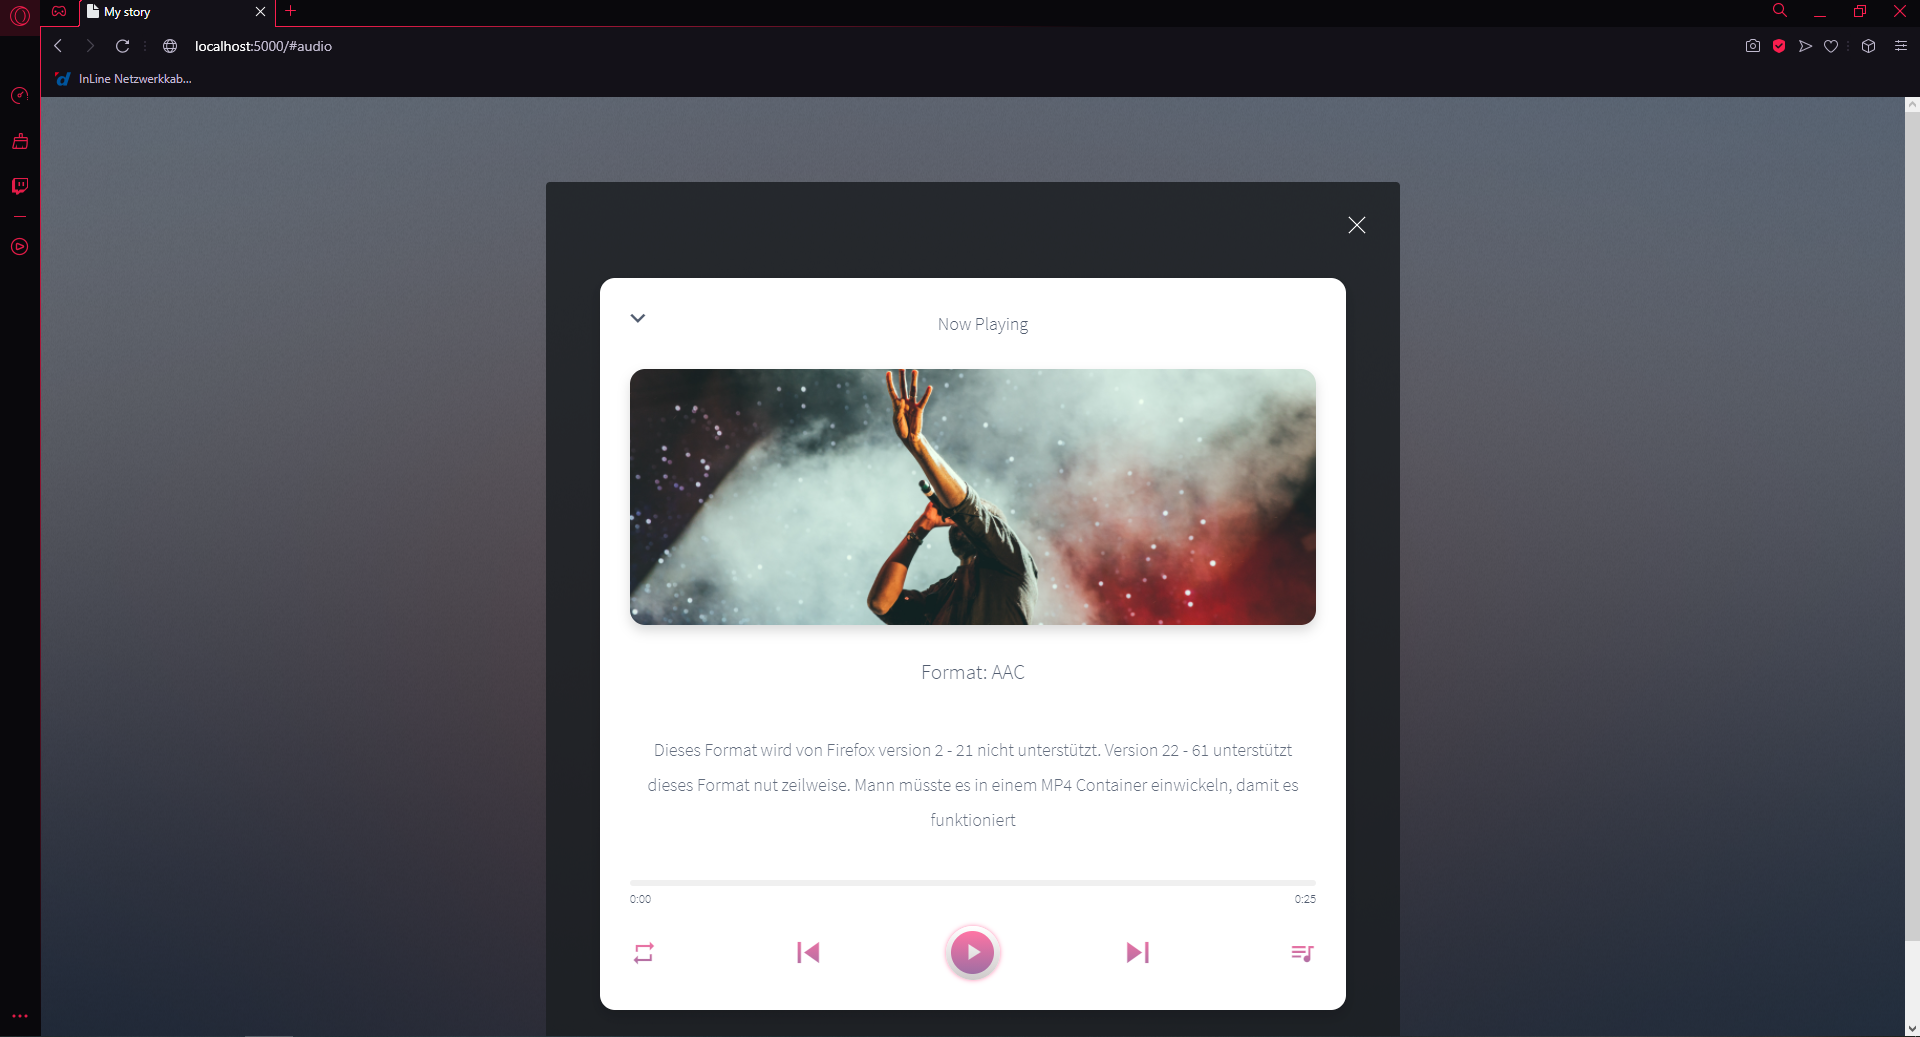 My story
localhost:5000/#audio
InLine Netzwerkkab...
Now Playing
Format: AAC
Dieses Format wird von Firefox version 2 - 21 nicht unterstützt. Version 22 - 61 unterstützt
dieses Format nut zeilweise. Mann müsste es in einem MP4 Container einwickeln, damit es
funktioniert
0:00
0:25